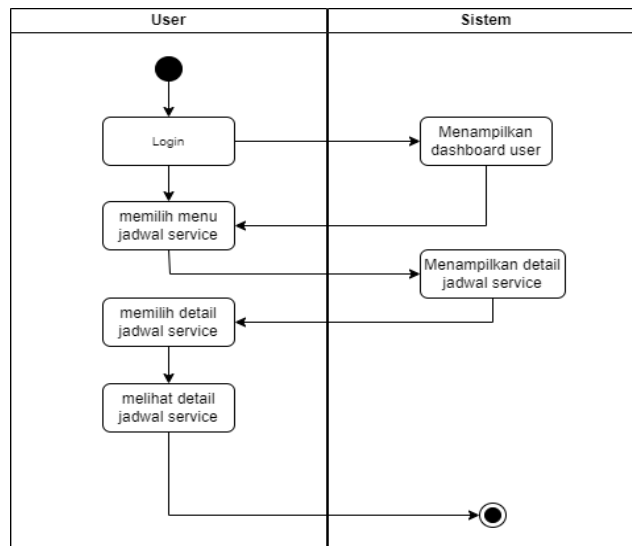 User
Sistem
Login
Menampilkan
dashboard user
memilih menu
jadwal service
Menampilkan detail
jadwal service
memilih detail
jadwal service
melihat detail
jadwal service